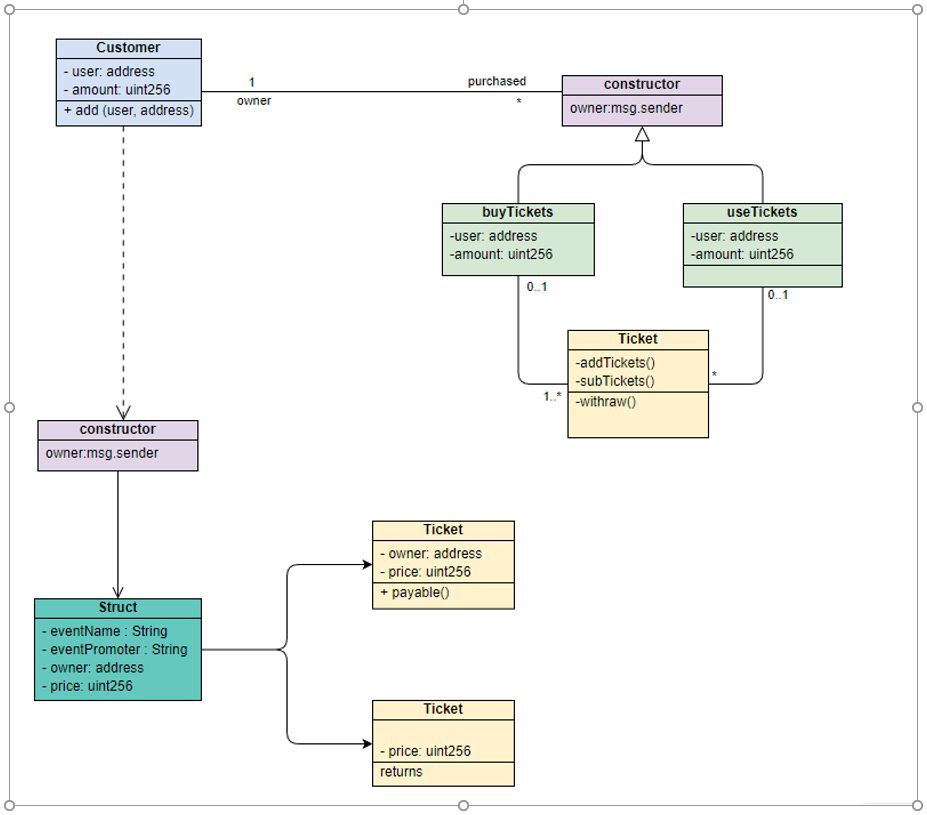 Customer
- user: address
- amount: uint256
+ add (user, address)
1
owner
purchased
*
constructor
owner:msg.sender
buyTickets
-user: address
-amount: uint256
0..1
useTickets
-user: address
-amount: uint256
0..1
Ticket
-addTickets()
-subTickets()
-withraw()
1..*
*
constructor
owner:msg.sender
Struct
- eventName : String
- eventPromoter : String
- owner: address
- price: uint256
Ticket
- owner: address
- price: uint256
+ payable()
Ticket
- price: uint256
returns